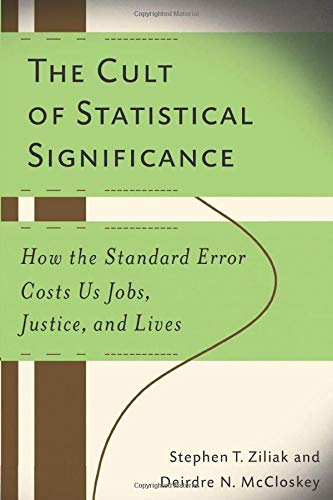 The Cult
of Statistical
Significance
How the Standard Error
Costs Us Jobs,
Justice, and Lives
Stephen T. Ziliak and
Deirdre N. McCloskey